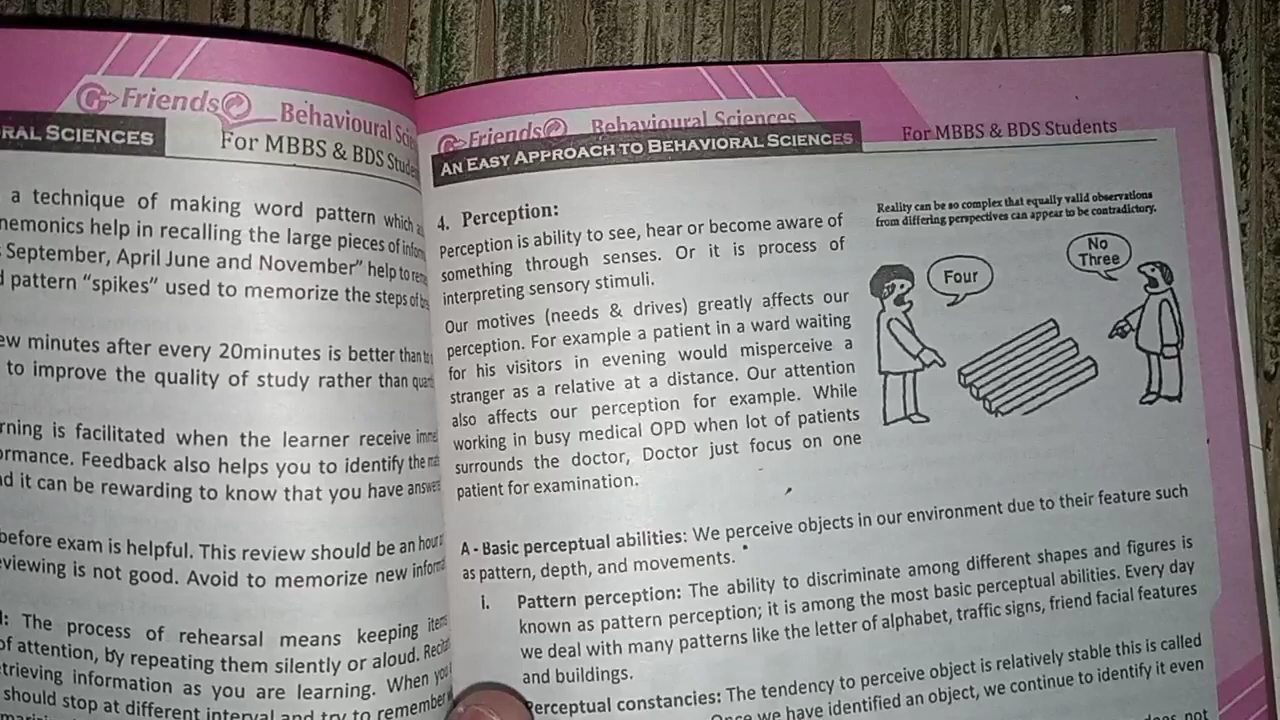 Friends Behavioural
RAL SCIENCES
For MBBS & BDS
a technique of making word pattern which
nemonics help in recalling the large pieces of
September, April June and November" help to
pattern "spikes" used to memorize the steps of
ew minutes after every 20minutes is better than
to improve the quality of study rather than
rning is facilitated when the learner receive
ormance. Feedback also helps you to identify the
d it can be rewarding to know that you have
before exam is helpful. This review should be an hour
viewing is not good. Avoid to memorize new
: The process of rehearsal means keeping
of attention, by repeating them silently or aloud.
trieving information as you are learning. When
should stop at different interval and try to remember
Friends Behavioural Sciences
AN EASY APPROACH TO BEHAVIORAL SCIENCES
For MBBS & BDS Students
4. Perception:
Perception is ability to see, hear or become aware of
something through senses. Or it is process of
interpreting sensory stimuli.
Our motives (needs & drives) greatly affects our
perception. For example a patient in a ward waiting
for his visitors in evening would misperceive a
stranger as a relative at a distance. Our attention
also affects our perception for example. While
working in busy medical OPD when lot of patients
surrounds the doctor, Doctor just focus on one
patient for examination.
Reality can be so complex that equally valid observations
from differing perspectives can appear to be contradictory.
Four
No
Three
A - Basic perceptual abilities: We perceive objects in our environment due to their feature such
as pattern, depth, and movements.
i. Pattern perception: The ability to discriminate among different shapes and figures is
known as pattern perception; it is among the most basic perceptual abilities. Every day
we deal with many patterns like the letter of alphabet, traffic signs, friend facial features
and buildings.
erceptual constancies: The tendency to perceive object is relatively stable this is called
Once we have identified an object, we continue to identify it even
not